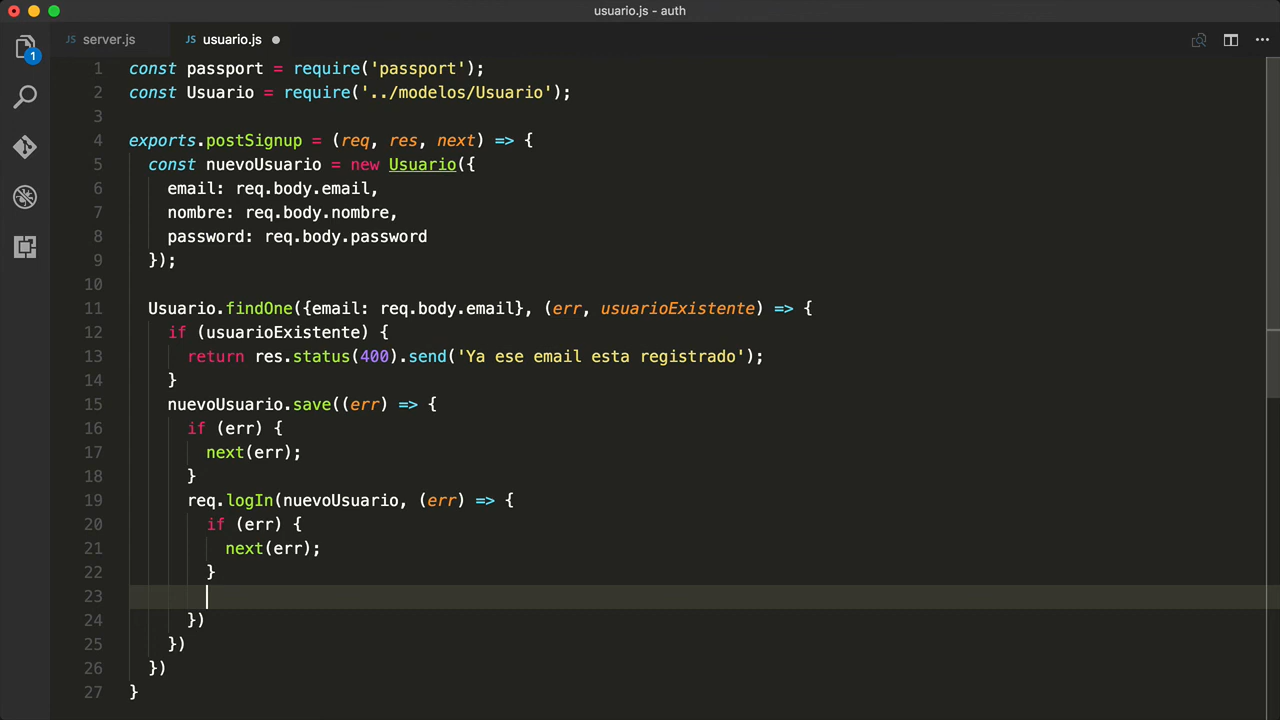 usuario.js - auth
JS server.js JS usuario.js
1
1 const passport = require('passport');
2 const Usuario = require('../modelos/Usuario');
3
4 exports.postSignup = (req, res, next) => {
5 const nuevoUsuario = new Usuario({
6 email: req.body.email,
7 nombre: req.body.nombre,
8 password: req.body.password
9 });
10
11 Usuario.findOne({email: req.body.email}, (err, usuarioExistente) => {
12 if (usuarioExistente) {
13 return res.status(400).send('Ya ese email esta registrado');
14 }
15 nuevoUsuario.save((err) => {
16 if (err) {
17 next(err);
18 }
19 req.logIn(nuevoUsuario, (err) => {
20 if (err) {
21 next(err);
22 }
23
24 })
25 })
26 })
27 }